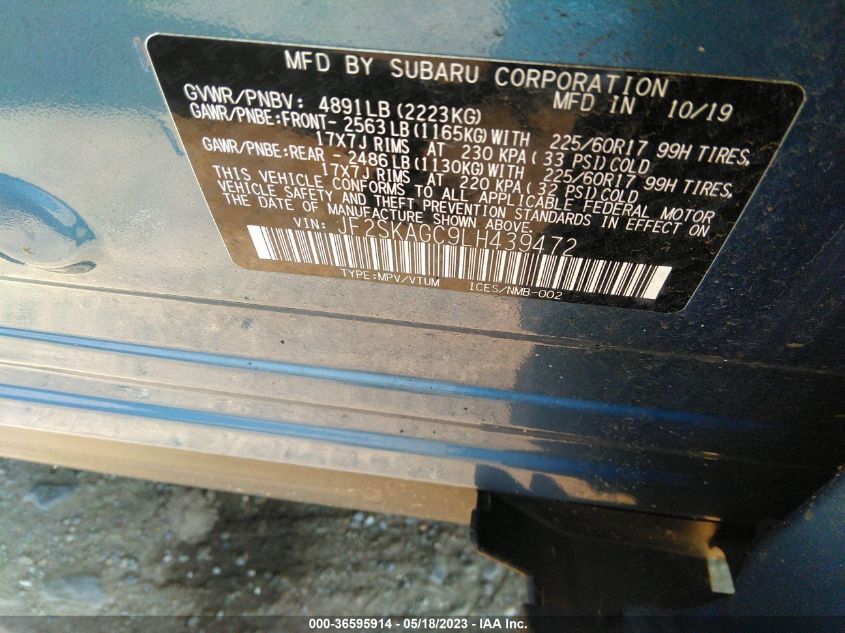 MFD BY SUBARU CORPORATION
GVWR/PNBV: 4891LB (2223KG) MFD IN 10/19
GAWR/PNBE:FRONT- 2563LB (1165KG) WITH 225/60R17 99H TIRES,
17X7J RIMS AT 230 KPA ( 33 PSI) COLD
GAWR/PNBE:REAR - 2486LB (1130KG) WITH 225/60R17 99H TIRES,
17X7J RIMS AT 220 KPA ( 32 PSI) COLD
THIS VEHICLE CONFORMS TO ALL APPLICABLE FEDERAL MOTOR
VEHICLE SAFETY AND THEFT PREVENTION STANDARDS IN EFFECT ON
THE DATE OF MANUFACTURE SHOWN ABOVE.
VIN: JF2SKAGC9LH439472
TYPE:MPV/VTUM ICES/NMB-002
000-36595914 - 05/18/2023 - IAA Inc.